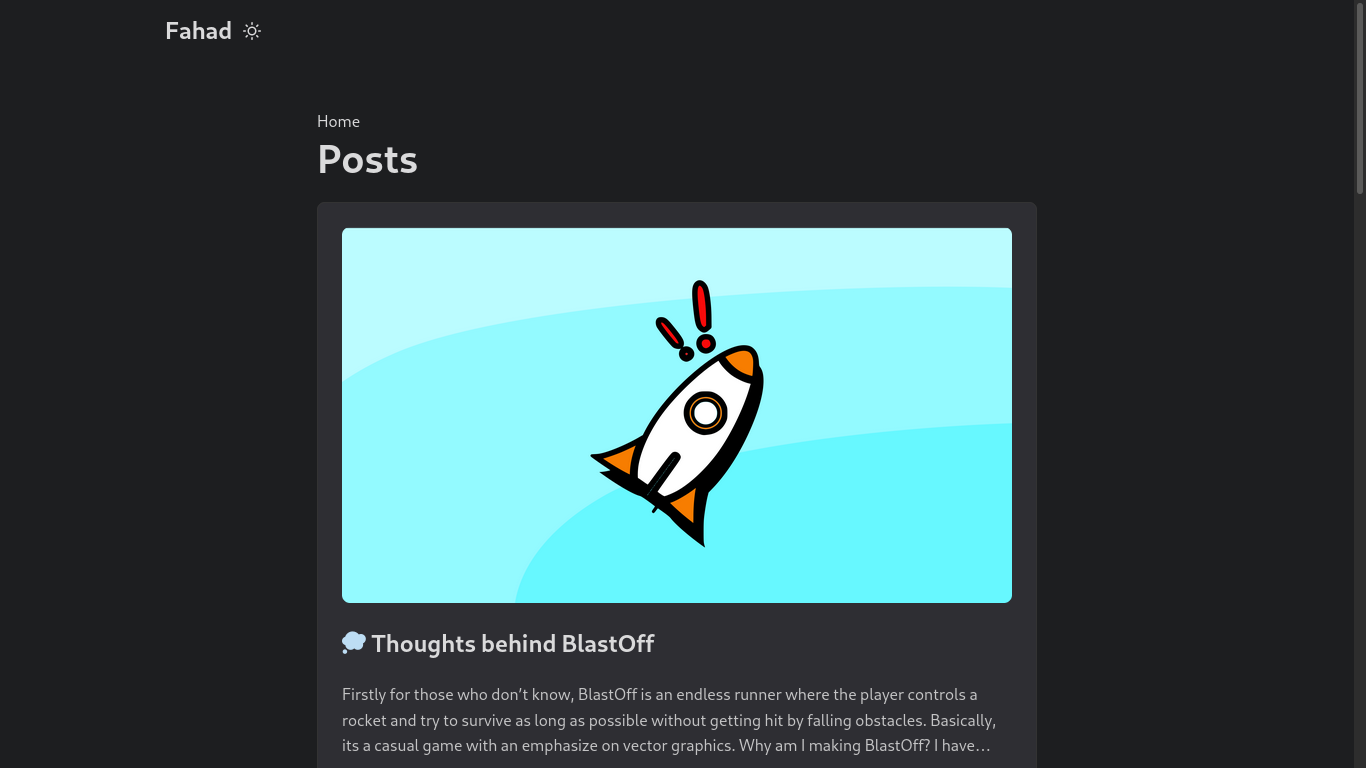 Fahad
Home
Posts
💭 Thoughts behind BlastOff
Firstly for those who don’t know, BlastOff is an endless runner where the player controls a
rocket and try to survive as long as possible without getting hit by falling obstacles. Basically,
its a casual game with an emphasize on vector graphics. Why am I making BlastOff? I have…